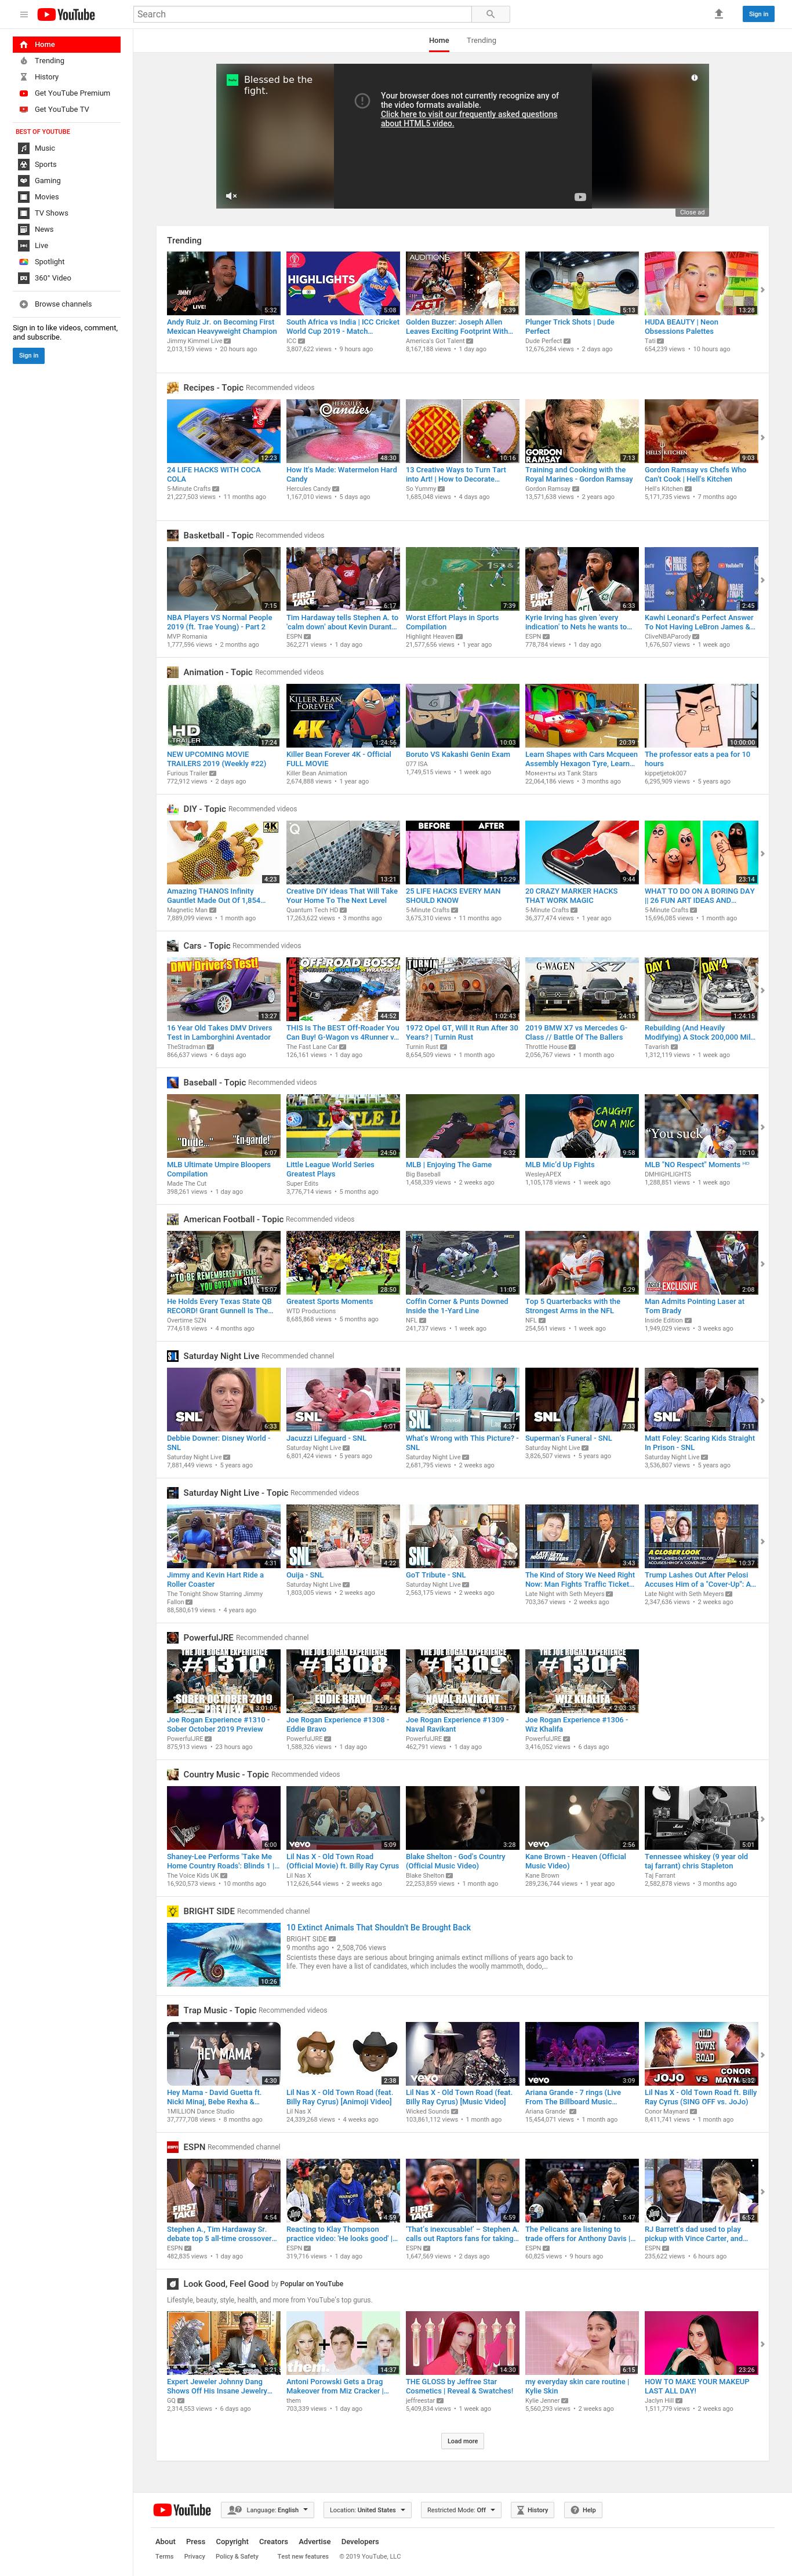 YouTube
Search
Sign in
Home
Trending
History
Get YouTube Premium
Get YouTube TV
BEST OF YOUTUBE
Music
Sports
Gaming
Movies
TV Shows
News
Live
Spotlight
360° Video
Browse channels
Sign in to like videos, comment,
and subscribe.
Sign in
Home Trending
Blessed be the
fight.
Your browser does not currently recognize any of
the video formats available.
Click here to visit our frequently asked questions
about HTML5 video.
Close ad
Trending
Andy Ruiz Jr. on Becoming First
Mexican Heavyweight Champion
Jimmy Kimmel Live
2,013,159 views • 20 hours ago
South Africa vs India | ICC Cricket
World Cup 2019 - Match...
ICC
3,807,622 views • 9 hours ago
Golden Buzzer: Joseph Allen
Leaves Exciting Footprint With...
America's Got Talent
8,167,188 views • 1 day ago
Plunger Trick Shots | Dude
Perfect
Dude Perfect
12,676,284 views • 2 days ago
HUDA BEAUTY | Neon
Obsessions Palettes
Tati
654,239 views • 10 hours ago
Recipes - Topic Recommended videos
24 LIFE HACKS WITH COCA
COLA
5-Minute Crafts
21,227,503 views • 11 months ago
How It's Made: Watermelon Hard
Candy
Hercules Candy
1,167,010 views • 5 days ago
13 Creative Ways to Turn Tart
into Art! | How to Decorate...
So Yummy
1,685,048 views • 4 days ago
Training and Cooking with the
Royal Marines - Gordon Ramsay
Gordon Ramsay
13,571,638 views • 2 years ago
Gordon Ramsay vs Chefs Who
Can't Cook | Hell's Kitchen
Hell's Kitchen
5,171,735 views • 7 months ago
Basketball - Topic Recommended videos
NBA Players VS Normal People
2019 (ft. Trae Young) - Part 2
MVP Romania
1,777,596 views • 2 months ago
Tim Hardaway tells Stephen A. to
'calm down' about Kevin Durant...
ESPN
362,271 views • 1 day ago
Worst Effort Plays in Sports
Compilation
Highlight Heaven
21,577,656 views • 1 year ago
Kyrie Irving has given 'every
indication' to Nets he wants to...
ESPN
778,784 views • 1 day ago
Kawhi Leonard's Perfect Answer
To Not Having LeBron James &...
CliveNBAParody
1,676,507 views • 1 week ago
Animation - Topic Recommended videos
NEW UPCOMING MOVIE
TRAILERS 2019 (Weekly #22)
Furious Trailer
772,912 views • 2 days ago
Killer Bean Forever 4K - Official
FULL MOVIE
Killer Bean Animation
2,674,888 views • 1 year ago
Boruto VS Kakashi Genin Exam
077 ISA
1,749,515 views • 1 week ago
Learn Shapes with Cars Mcqueen
Assembly Hexagon Tyre, Learn...
Моменты из Tank Stars
22,064,186 views • 3 months ago
The professor eats a pea for 10
hours
kippetjetok007
6,295,909 views • 5 years ago
DIY - Topic Recommended videos
Amazing THANOS Infinity
Gauntlet Made Out Of 1,854...
Magnetic Man
7,889,099 views • 1 month ago
Creative DIY Ideas That Will Take
Your Home To The Next Level
Quantum Tech HD
17,263,622 views • 3 months ago
25 LIFE HACKS EVERY MAN
SHOULD KNOW
5-Minute Crafts
3,675,310 views • 11 months ago
20 CRAZY MARKER HACKS
THAT WORK MAGIC
5-Minute Crafts
36,377,474 views • 1 year ago
WHAT TO DO ON A BORING DAY
|| 26 FUN ART IDEAS AND...
5-Minute Crafts
15,696,085 views • 1 month ago
Cars - Topic Recommended videos
16 Year Old Takes DMV Drivers
Test in Lamborghini Aventador
TheStradman
866,637 views • 6 days ago
THIS Is The BEST Off-Roader You
Can Buy! G-Wagon vs 4Runner v...
The Fast Lane Car
126,161 views • 1 day ago
1972 Opel GT, Will It Run After 30
Years? | Turnin Rust
Turnin Rust
8,654,509 views • 1 month ago
2019 BMW X7 vs Mercedes G-
Class // Battle Of The Ballers
Throttle House
2,056,767 views • 1 month ago
Rebuilding (And Heavily
Modifying) A Stock 200,000 Mil...
Tavarish
1,312,119 views • 1 week ago
Baseball - Topic Recommended videos
MLB Ultimate Umpire Bloopers
Compilation
Made The Cut
398,261 views • 1 day ago
Little League World Series
Greatest Plays
Super Edits
3,776,714 views • 5 months ago
MLB | Enjoying The Game
Big Baseball
1,458,339 views • 2 weeks ago
MLB Mic'd Up Fights
WesleyAPEX
1,105,178 views • 1 week ago
MLB "NO Respect" Moments ᴴᴰ
DMHIGHLIGHTS
1,288,851 views • 1 week ago
American Football - Topic Recommended videos
He Holds Every Texas State QB
RECORD! Grant Gunnell Is The...
Overtime SZN
774,618 views • 4 months ago
Greatest Sports Moments
WTD Productions
8,685,868 views • 5 months ago
Coffin Corner & Punts Downed
Inside the 1-Yard Line
NFL
241,737 views • 1 week ago
Top 5 Quarterbacks with the
Strongest Arms in the NFL
NFL
254,561 views • 1 week ago
Man Admits Pointing Laser at
Tom Brady
Inside Edition
1,949,029 views • 3 weeks ago
Saturday Night Live Recommended channel
Debbie Downer: Disney World -
SNL
Saturday Night Live
7,881,449 views • 5 years ago
Jacuzzi Lifeguard - SNL
Saturday Night Live
6,801,424 views • 5 years ago
What's Wrong with This Picture? -
SNL
Saturday Night Live
2,681,795 views • 2 weeks ago
Superman's Funeral - SNL
Saturday Night Live
3,826,507 views • 5 years ago
Matt Foley: Scaring Kids Straight
In Prison - SNL
Saturday Night Live
3,536,807 views • 5 years ago
Saturday Night Live - Topic Recommended videos
Jimmy and Kevin Hart Ride a
Roller Coaster
The Tonight Show Starring Jimmy
Fallon
88,580,619 views • 4 years ago
Ouija - SNL
Saturday Night Live
1,803,005 views • 2 weeks ago
GoT Tribute - SNL
Saturday Night Live
2,563,175 views • 2 weeks ago
The Kind of Story We Need Right
Now: Man Fights Traffic Ticket...
Late Night with Seth Meyers
703,367 views • 2 weeks ago
Trump Lashes Out After Pelosi
Accuses Him of a "Cover-Up": A...
Late Night with Seth Meyers
2,347,636 views • 2 weeks ago
PowerfulJRE Recommended channel
Joe Rogan Experience #1310 -
Sober October 2019 Preview
PowerfulJRE
875,913 views • 23 hours ago
Joe Rogan Experience #1308 -
Eddie Bravo
PowerfulJRE
1,588,326 views • 1 day ago
Joe Rogan Experience #1309 -
Naval Ravikant
PowerfulJRE
462,791 views • 1 day ago
Joe Rogan Experience #1306 -
Wiz Khalifa
PowerfulJRE
3,416,052 views • 6 days ago
Country Music - Topic Recommended videos
Shaney-Lee Performs 'Take Me
Home Country Roads': Blinds 1 |...
The Voice Kids UK
16,920,573 views • 10 months ago
Lil Nas X - Old Town Road
(Official Movie) ft. Billy Ray Cyrus
Lil Nas X
112,626,544 views • 2 weeks ago
Blake Shelton - God's Country
(Official Music Video)
Blake Shelton
22,253,859 views • 1 month ago
Kane Brown - Heaven (Official
Music Video)
Kane Brown
289,236,744 views • 1 year ago
Tennessee whiskey (9 year old
taj farrant) chris Stapleton
Taj Farrant
2,582,878 views • 3 months ago
BRIGHT SIDE Recommended channel
10 Extinct Animals That Shouldn't Be Brought Back
BRIGHT SIDE
9 months ago • 2,508,706 views
Scientists these days are serious about bringing animals extinct millions of years ago back to
life. They even have a list of candidates, which includes the woolly mammoth, dodo,...
Trap Music - Topic Recommended videos
Hey Mama - David Guetta ft.
Nicki Minaj, Bebe Rexha &...
1MILLION Dance Studio
37,777,708 views • 8 months ago
Lil Nas X - Old Town Road (feat.
Billy Ray Cyrus) [Animoji Video]
Lil Nas X
24,339,268 views • 4 weeks ago
Lil Nas X - Old Town Road (feat.
Billy Ray Cyrus) [Music Video]
Wicked Sounds
103,861,112 views • 1 month ago
Ariana Grande - 7 rings (Live
From The Billboard Music...
Ariana Grande
15,454,071 views • 1 month ago
Lil Nas X - Old Town Road ft. Billy
Ray Cyrus (SING OFF vs. JoJo)
Conor Maynard
8,411,741 views • 1 month ago
ESPN Recommended channel
Stephen A., Tim Hardaway Sr.
debate top 5 all-time crossover...
ESPN
482,835 views • 1 day ago
Reacting to Klay Thompson
practice video: 'He looks good' |...
ESPN
319,716 views • 1 day ago
'That's inexcusable!' – Stephen A.
calls out Raptors fans for taking...
ESPN
1,647,569 views • 2 days ago
The Pelicans are listening to
trade offers for Anthony Davis |...
ESPN
60,825 views • 9 hours ago
RJ Barrett's dad used to play
pickup with Vince Carter, and...
ESPN
235,622 views • 6 hours ago
Look Good, Feel Good by Popular on YouTube
Lifestyle, beauty, style, health, and more from YouTube's top gurus.
Expert Jeweler Johnny Dang
Shows Off His Insane Jewelry...
GQ
2,314,553 views • 6 days ago
Antoni Porowski Gets a Drag
Makeover from Miz Cracker |...
them
703,339 views • 1 day ago
THE GLOSS by Jeffree Star
Cosmetics | Reveal & Swatches!
jeffreestar
5,409,834 views • 1 week ago
my everyday skin care routine |
Kylie Skin
Kylie Jenner
5,560,293 views • 2 weeks ago
HOW TO MAKE YOUR MAKEUP
LAST ALL DAY!
Jaclyn Hill
1,511,779 views • 2 weeks ago
Load more
YouTube
Language: English
Location: United States
Restricted Mode: Off
History
Help
About Press Copyright Creators Advertise Developers
Terms Privacy Policy & Safety Test new features © 2019 YouTube, LLC